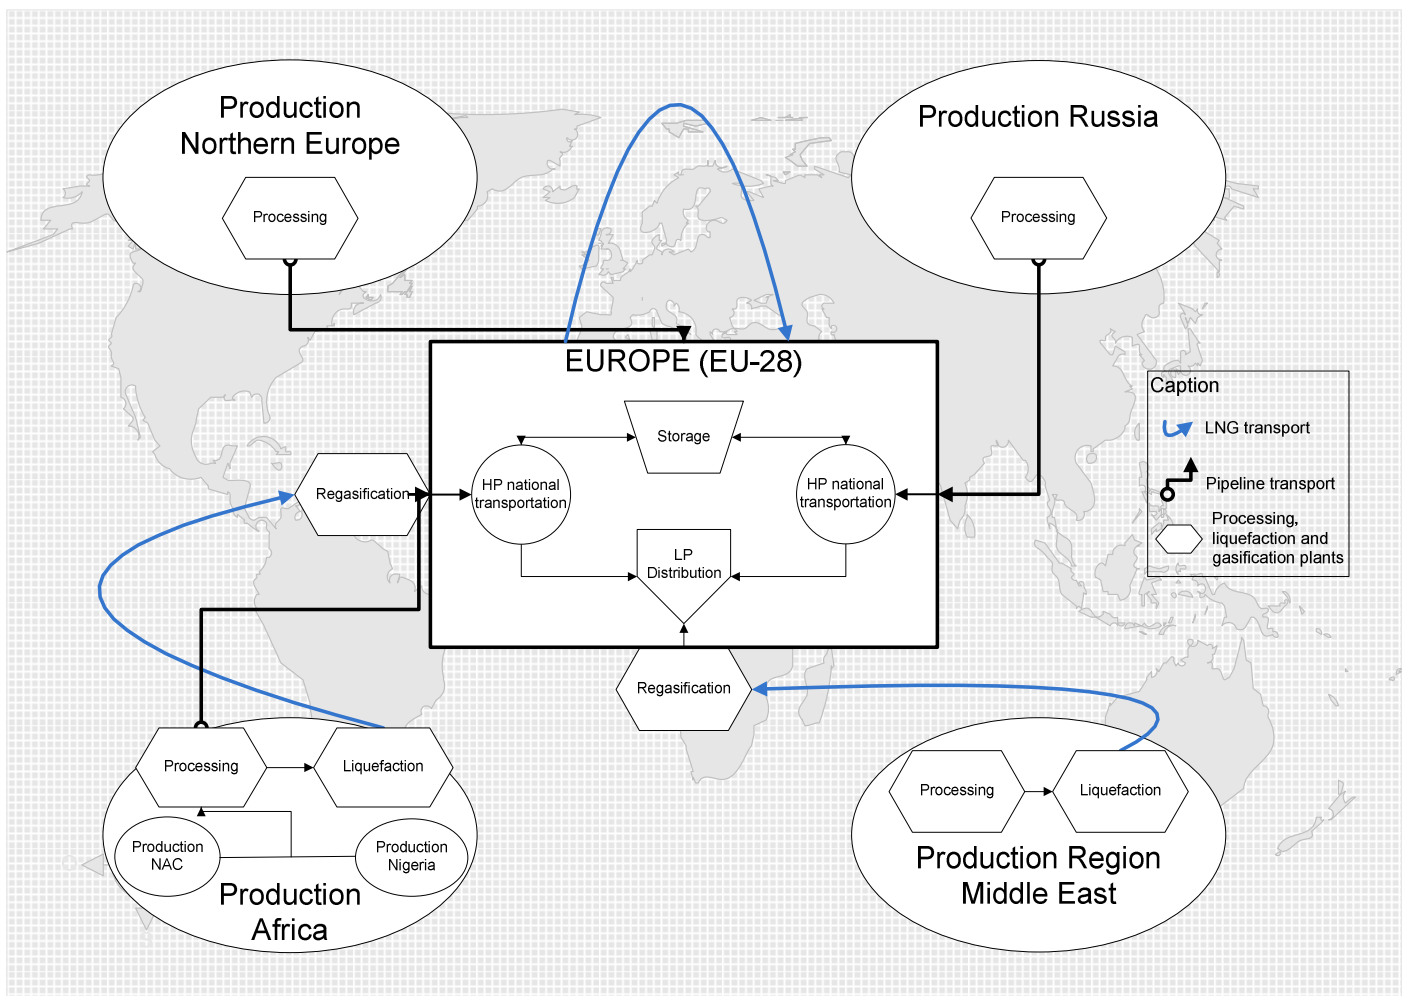 Production
Northern Europe
Processing
Production Russia
Processing
EUROPE (EU-28)
Storage
HP national
transportation
HP national
transportation
LP
Distribution
Regasification
Regasification
Caption
LNG transport
Pipeline transport
Processing,
liquefaction and
gasification plants
Processing
Liquefaction
Production
NAC
Production
Nigeria
Production
Africa
Processing
Liquefaction
Production Region
Middle East